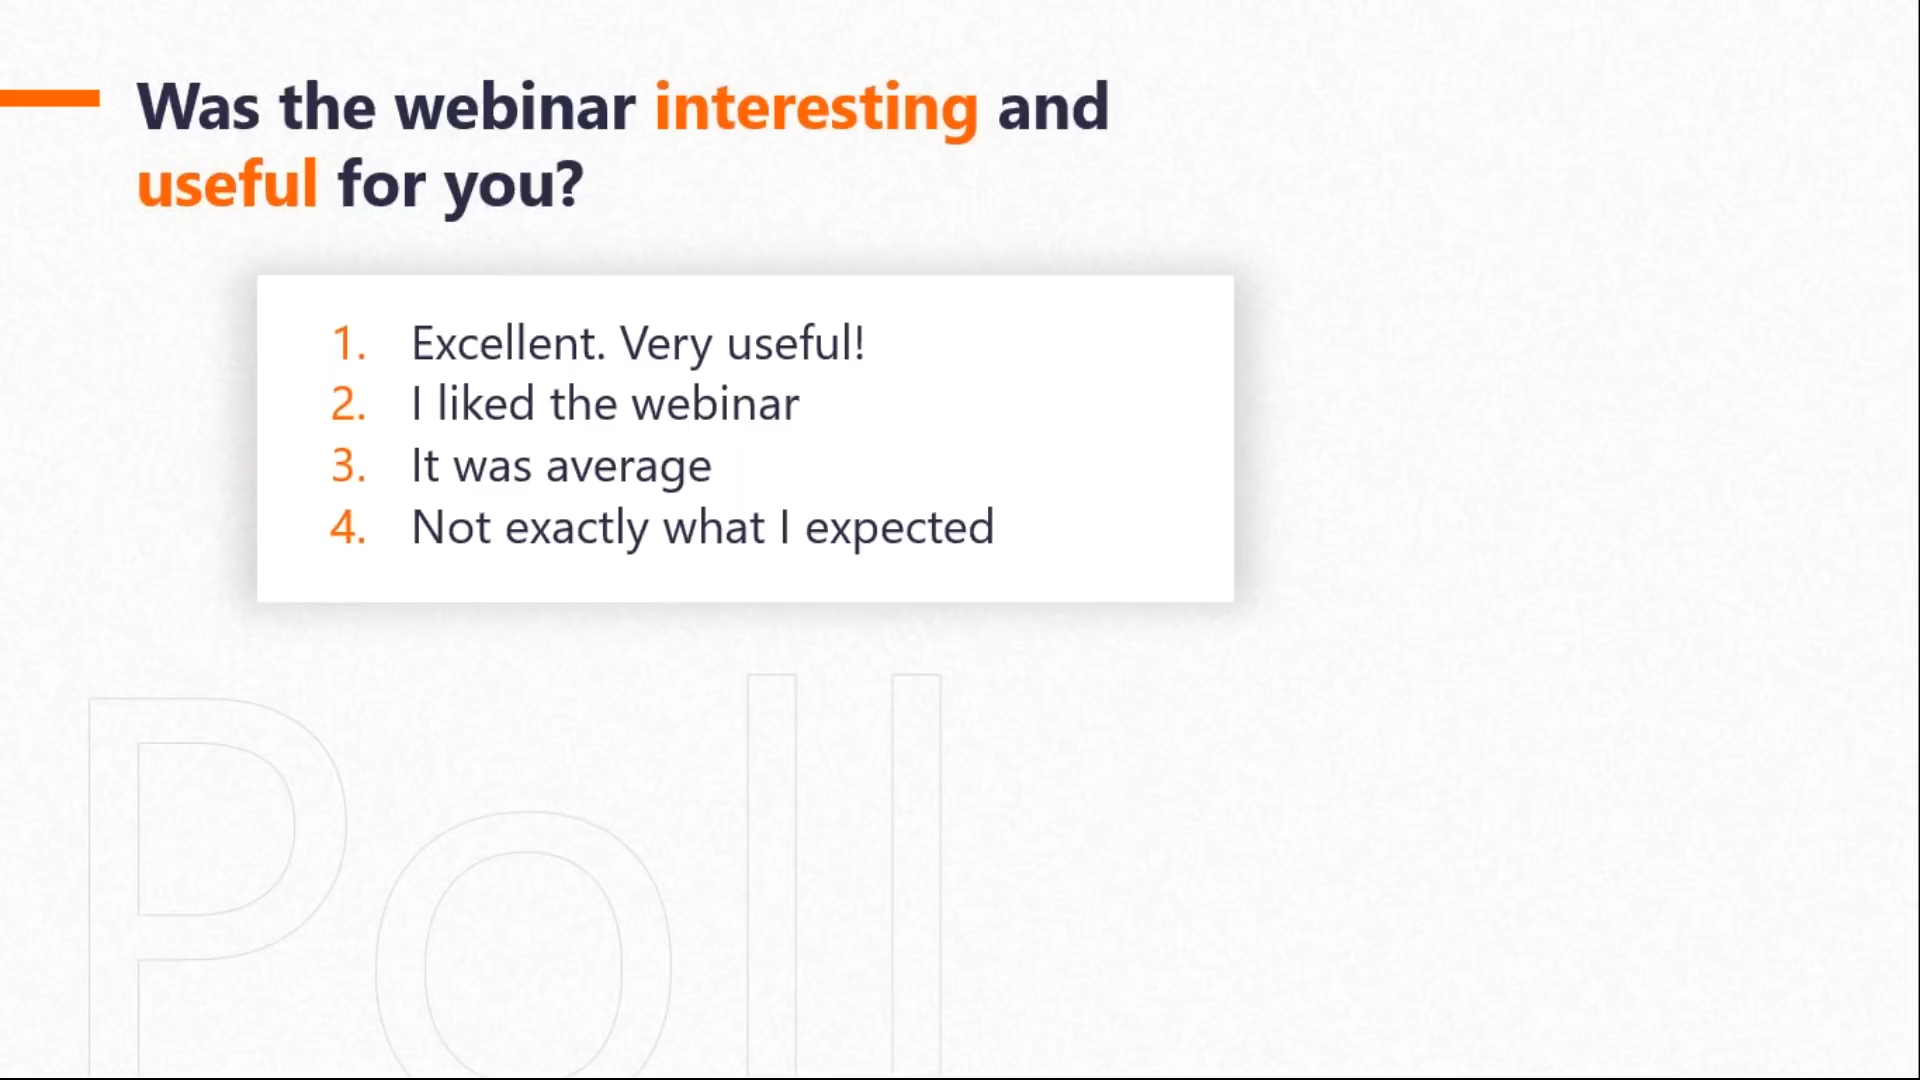 Was the webinar interesting and
useful for you?
1. Excellent. Very useful!
2. I liked the webinar
3. It was average
4. Not exactly what I expected
Poll